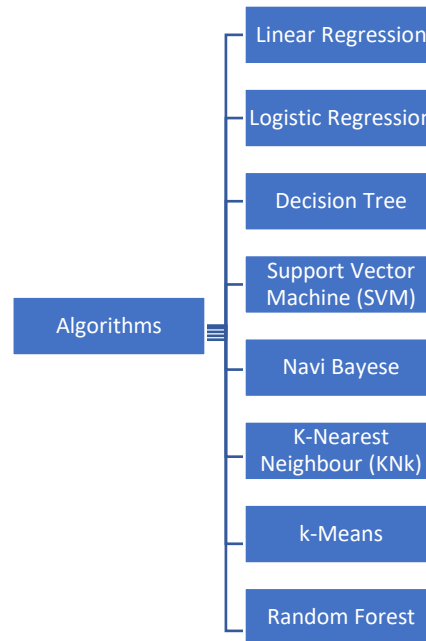 Linear Regression
Logistic Regression
Decision Tree
Support Vector
Machine (SVM)
Algorithms
Navi Bayese
K-Nearest
Neighbour (KNk)
k-Means
Random Forest